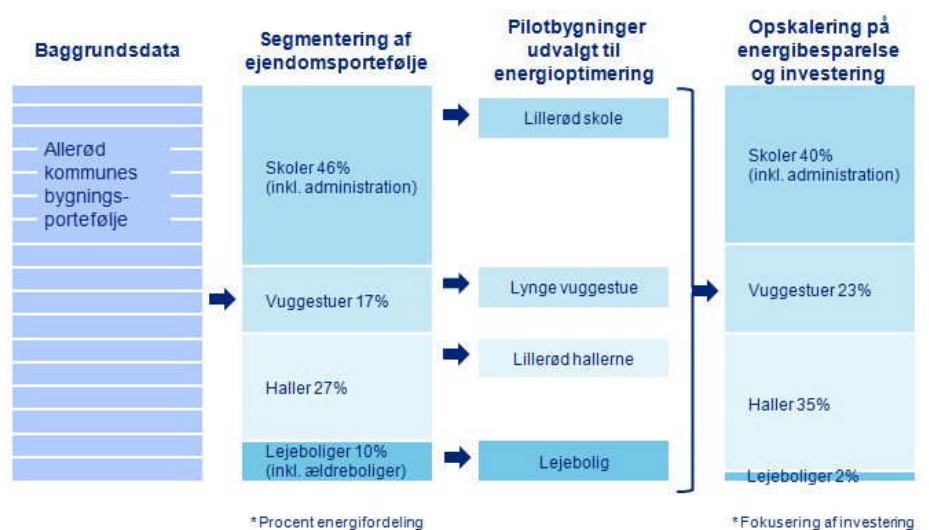 Baggrundsdata
Allerød
kommunes
bygnings-
portefølje
Segmentering af
ejendomsportefølje
Skoler 46%
(inkl. administration)
Vuggestuer 17%
Haller 27%
Lejeboliger 10%
(inkl. ældreboliger)
* Procent energifordeling
Pilotbygninger
udvalgt til
energioptimering
Lillerød skole
Lynge vuggestue
Lillerød hallerne
Lejebolig
Opskalering på
energibesparelse
og investering
Skoler 40%
(inkl. administration)
Vuggestuer 23%
Haller 35%
Lejeboliger 2%
* Fokusering af investering